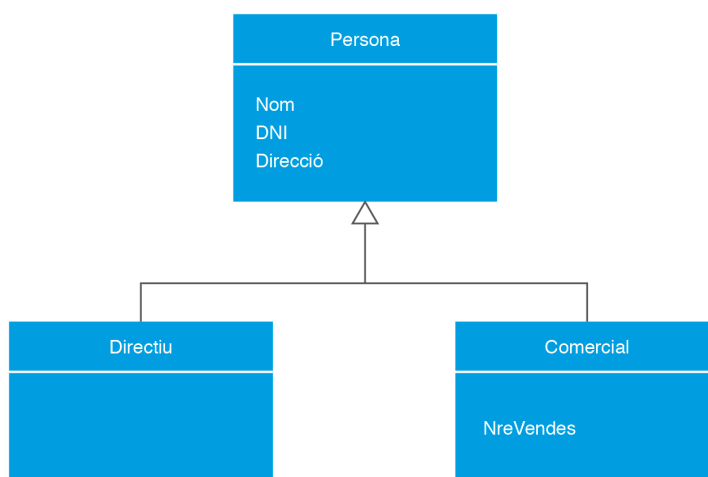 Persona
Nom
DNI
Direcció
Directiu
Comercial
NreVendes